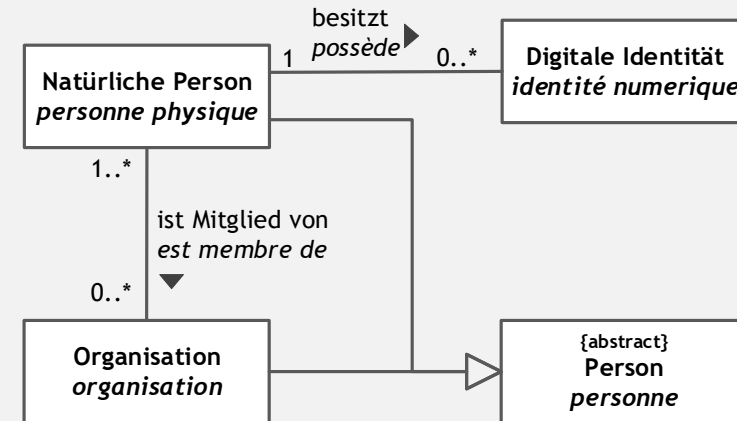 besitzt
possède
1
0..*
Natürliche Person
personne physique
Digitale Identität
identité numerique
1..*
ist Mitglied von
est membre de
0..*
Organisation
organisation
{abstract}
Person
personne